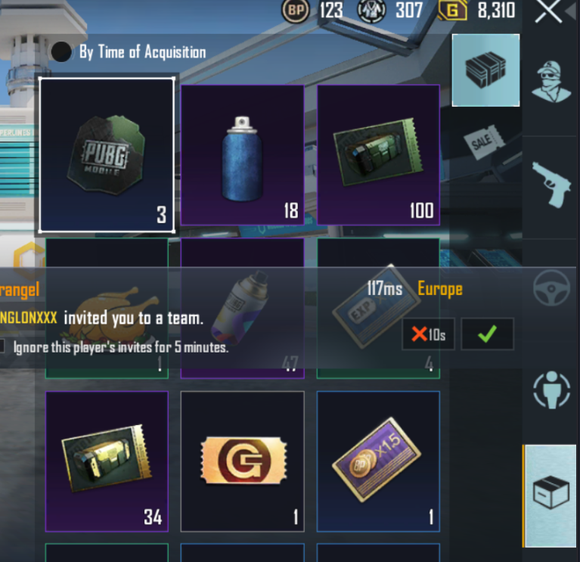 BP 123 307 G 8,310
By Time of Acquisition
SALE
PUBG
MOBILE
3
18
100
rangel
117ms Europe
NGLONXXX invited you to a team.
EXP
10s
Ignore this player's invites for 5 minutes.
1
47
4
G
X1.5
34
1
1